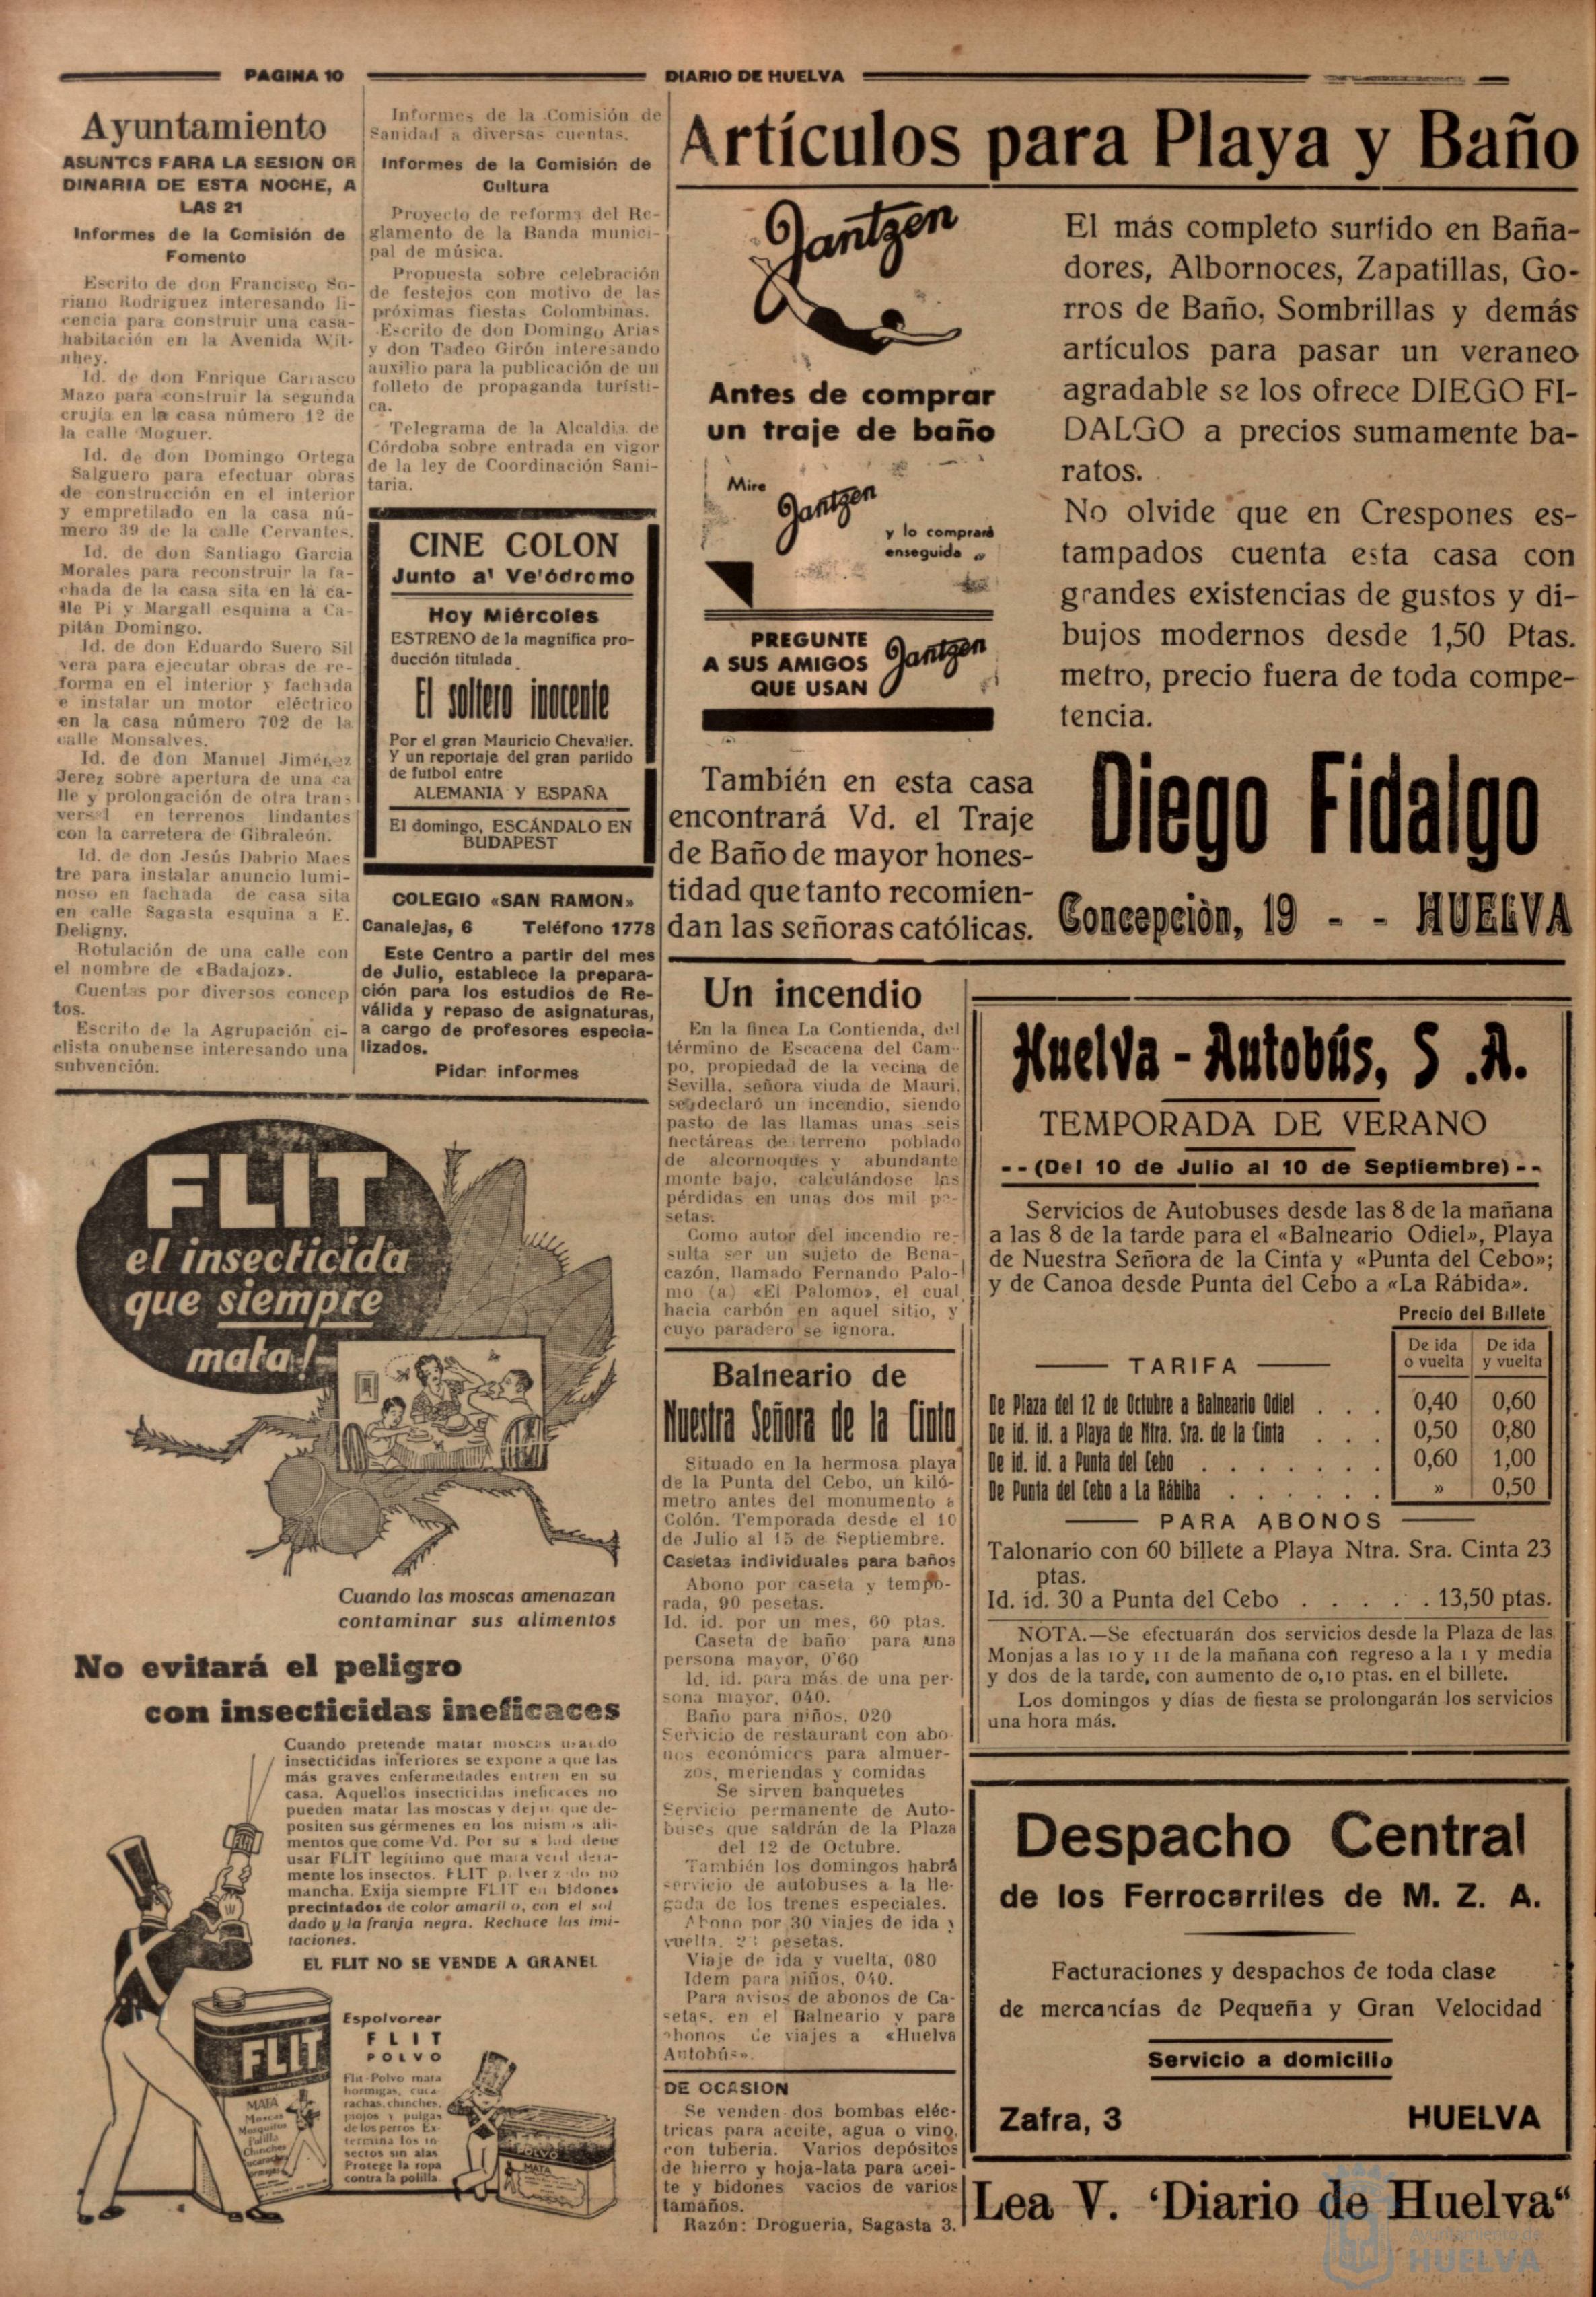 PAGINA 10
DIARIO DE HUELVA
Ayuntamiento
ASUNTCS PARA LA SESION OR
DINARIA DE ESTA NOCHE, A
LAS 21
Informes de la Comisión de
Fomento
Escrito de don Francisco So-
riano Rodriguez interesando li-
cencia para construir una casa-
habitación en la Avenida Wit-
nhey.
Id. de don Enrique Carrasco
Mazo para construir la segunda
crujía en la casa número 12 de
la calle Moguer.
Id. de don Domingo Ortega
Salguero para efectuar obras
de construcción en el interior
y empretilado en la casa nú-
mero 39 de la calle Cervantes.
Id. de don Santiago García
Morales para reconstruir la fa-
chada de la casa sita en la ca-
lle Pi y Margall esquina a Ca-
pitán Domingo.
Id. de don Eduardo Suero Sil
vera para ejecutar obras de re-
forma en el interior y fachada
e instalar un motor eléctrico
en la casa número 702 de la
calle Monsalves.
Id. de don Manuel Jiménez
Jerez sobre apertura de una ca
lle y prolongación de otra trans
versal en terrenos lindantes
con la carretera de Gibraleón.
Id. de don Jesús Dabrio Maes
tre para instalar anuncio lumi-
noso en fachada de casa sita
en calle Sagasta esquina a E.
Deligny.
Rotulación de una calle con
el nombre de «Badajoz».
Cuentas por diversos concep
tos.
Escrito de la Agrupación ci-
clista onubense interesando una
subvención.
Informes de la Comisión de
Sanidad a diversas cuentas.
Informes de la Comisión de
Cultura
Proyecto de reforma del Re-
glamento de la Banda munici-
pal de música.
Propuesta sobre celebración
de festejos con motivo de las
próximas fiestas Colombinas.
Escrito de don Domingo Arias
y don Tadeo Girón interesando
auxilio para la publicación de un
folleto de propaganda turísti-
ca.
Telegrama de la Alcaldia de
Córdoba sobre entrada en vigor
de la ley de Coordinación Sani-
taria.
CINE COLON
Junto a' Ve'ódromo
Hoy Miércoles
ESTRENO de la magnífica pro-
ducción titulada
El soltero inocente
Por el gran Mauricio Chevalier.
Y un reportaje del gran partido
de futbol entre
ALEMANIA Y ESPAÑA
El domingo, ESCÁNDALO EN
BUDAPEST
COLEGIO «SAN RAMON»
Canalejas, 6 Teléfono 1778
Este Centro a partir del mes
de Julio, establece la prepara-
ción para los estudios de Re-
válida y repaso de asignaturas,
a cargo de profesores especia-
lizados.
Pidan informes
FLIT
el insecticida
que siempre
mata!
Cuando las moscas amenazan
contaminar sus alimentos
No evitará el peligro
con insecticidas ineficaces
Cuando pretende matar moscas usando
insecticidas inferiores se expone a que las
más graves enfermedades entren en su
casa. Aquellos insecticidas ineficaces no
pueden matar las moscas y dejan que de-
positen sus gérmenes en los mismos ali-
mentos que come Vd. Por su salud debe
usar FLIT legítimo que mata verdadera-
mente los insectos. FLIT pulverizado no
mancha. Exija siempre FLIT en bidones
precintados de color amarillo, con el sol
dado y la franja negra. Rechace las imi-
taciones.
EL FLIT NO SE VENDE A GRANEL
FLIT
MATA
Moscas
Mosquitos
Polilla
Chinches
Cucarachas
Hormigas
Espolvorear
FLIT
POLVO
Flit-Polvo mata
hormigas, cuca
rachas, chinches,
piojos y pulgas
de los perros Ex-
termina los in-
sectos sin alas
Protege la ropa
contra la polilla
POLVO
MATA
Artículos para Playa y Baño
Jantzen
Antes de comprar
un traje de baño
Mire
Jantzen
y lo comprará
enseguida
PREGUNTE
A SUS AMIGOS
QUE USAN
Jantzen
También en esta casa
encontrará Vd. el Traje
de Baño de mayor hones-
tidad que tanto recomien-
dan las señoras católicas.
El más completo surtido en Baña-
dores, Albornoces, Zapatillas, Go-
rros de Baño, Sombrillas y demás
artículos para pasar un veraneo
agradable se los ofrece DIEGO FI-
DALGO a precios sumamente ba-
ratos.
No olvide que en Crespones es-
tampados cuenta esta casa con
grandes existencias de gustos y di-
bujos modernos desde 1,50 Ptas.
metro, precio fuera de toda compe-
tencia.
Diego Fidalgo
Concepción, 19 - - HUELVA
Un incendio
En la finca La Contienda, del
término de Escacena del Cam-
po, propiedad de la vecina de
Sevilla, señora viuda de Mauri,
se declaró un incendio, siendo
pasto de las llamas unas seis
hectáreas de terreno poblado
de alcornoques y abundante
monte bajo, calculándose las
pérdidas en unas dos mil pe-
setas.
Como autor del incendio re-
sulta ser un sujeto de Bena-
cazón, llamado Fernando Palo-
mo (a) «El Palomo», el cual
hacía carbón en aquel sitio, y
cuyo paradero se ignora.
Balneario de
Nuestra Señora de la Cinta
Situado en la hermosa playa
de la Punta del Cebo, un kiló-
metro antes del monumento a
Colón. Temporada desde el 10
de Julio al 15 de Septiembre.
Casetas individuales para baños
Abono por caseta y tempo-
rada, 90 pesetas.
Id. id. por un mes, 60 ptas.
Caseta de baño para una
persona mayor, 0'60
Id. id. para más de una per-
sona mayor, 040.
Baño para niños, 020
Servicio de restaurant con abo-
nos económices para almuer-
zos, meriendas y comidas
Se sirven banquetes
Servicio permanente de Auto-
buses que saldrán de la Plaza
del 12 de Octubre.
También los domingos habrá
servicio de autobuses a la lle-
gada de los trenes especiales.
Abono por 30 viajes de ida y
vuelta, pesetas.
Viaje de ida y vuelta, 080
Idem para niños, 040.
Para avisos de abonos de Ca-
setas, en el Balneario y para
abonos de viajes a «Huelva
Autobús».
DE OCASION
Se venden dos bombas eléc-
tricas para aceite, agua o vino,
con tuberia. Varios depósitos
de hierro y hoja-lata para acei-
te y bidones vacios de varios
tamaños.
Razón: Drogueria, Sagasta 3.
Huelva - Autobús, S .A.
TEMPORADA DE VERANO
- - (Del 10 de Julio al 10 de Septiembre) - -
Servicios de Autobuses desde las 8 de la mañana
a las 8 de la tarde para el «Balneario Odiel», Playa
de Nuestra Señora de la Cinta y «Punta del Cebo»;
y de Canoa desde Punta del Cebo a «La Rábida».
Precio del Billete
TARIFA
De ida o vuelta
De ida y vuelta
De Plaza del 12 de Octubre a Balneario Odiel . . . 0,40 0,60
De id. id. a Playa de Ntra. Sra. de la Cinta . . . 0,50 0,80
De id. id. a Punta del Cebo . . . . . . . 0,60 1,00
De Punta del Cebo a La Rábiba . . . . . . » 0,50
PARA ABONOS
Talonario con 60 billete a Playa Ntra. Sra. Cinta 23
ptas.
Id. id. 30 a Punta del Cebo . . . . . . 13,50 ptas.
NOTA.—Se efectuarán dos servicios desde la Plaza de las
Monjas a las 10 y 11 de la mañana con regreso a la 1 y media
y dos de la tarde, con aumento de 0,10 ptas. en el billete.
Los domingos y días de fiesta se prolongarán los servicios
una hora más.
Despacho Central
de los Ferrocarriles de M. Z. A.
Facturaciones y despachos de toda clase
de mercancías de Pequeña y Gran Velocidad
Servicio a domicilio
Zafra, 3 HUELVA
Lea V. 'Diario de Huelva“
Ayuntamiento de
HUELVA